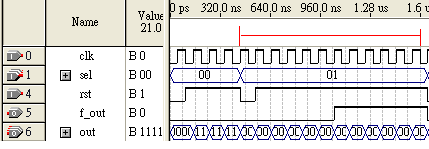 Name
Value
21.0
0 ps
320.0 ns
640.0 ns
960.0 ns
1.28 us
1.6 u
0 clk B 0
1 sel B 00 00 01
4 rst B 1
5 f_out B 0
6 out B 1111